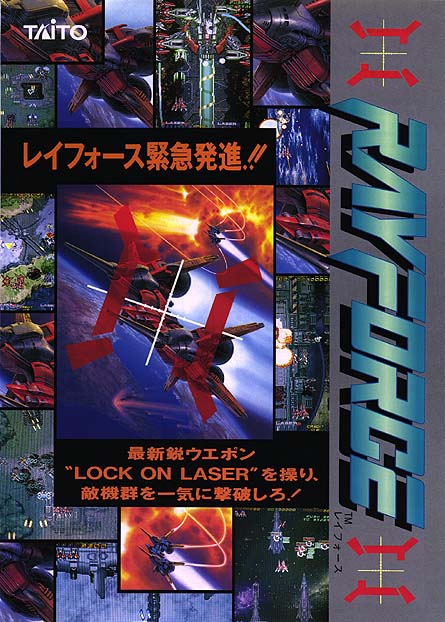 TAITO
レイフォース緊急発進!!
最新鋭ウエポン
"LOCK ON LASER"を操り、
敵機群を一気に撃破しろ!
RAYFORCE
TM
レイフォース
LASER
LASER